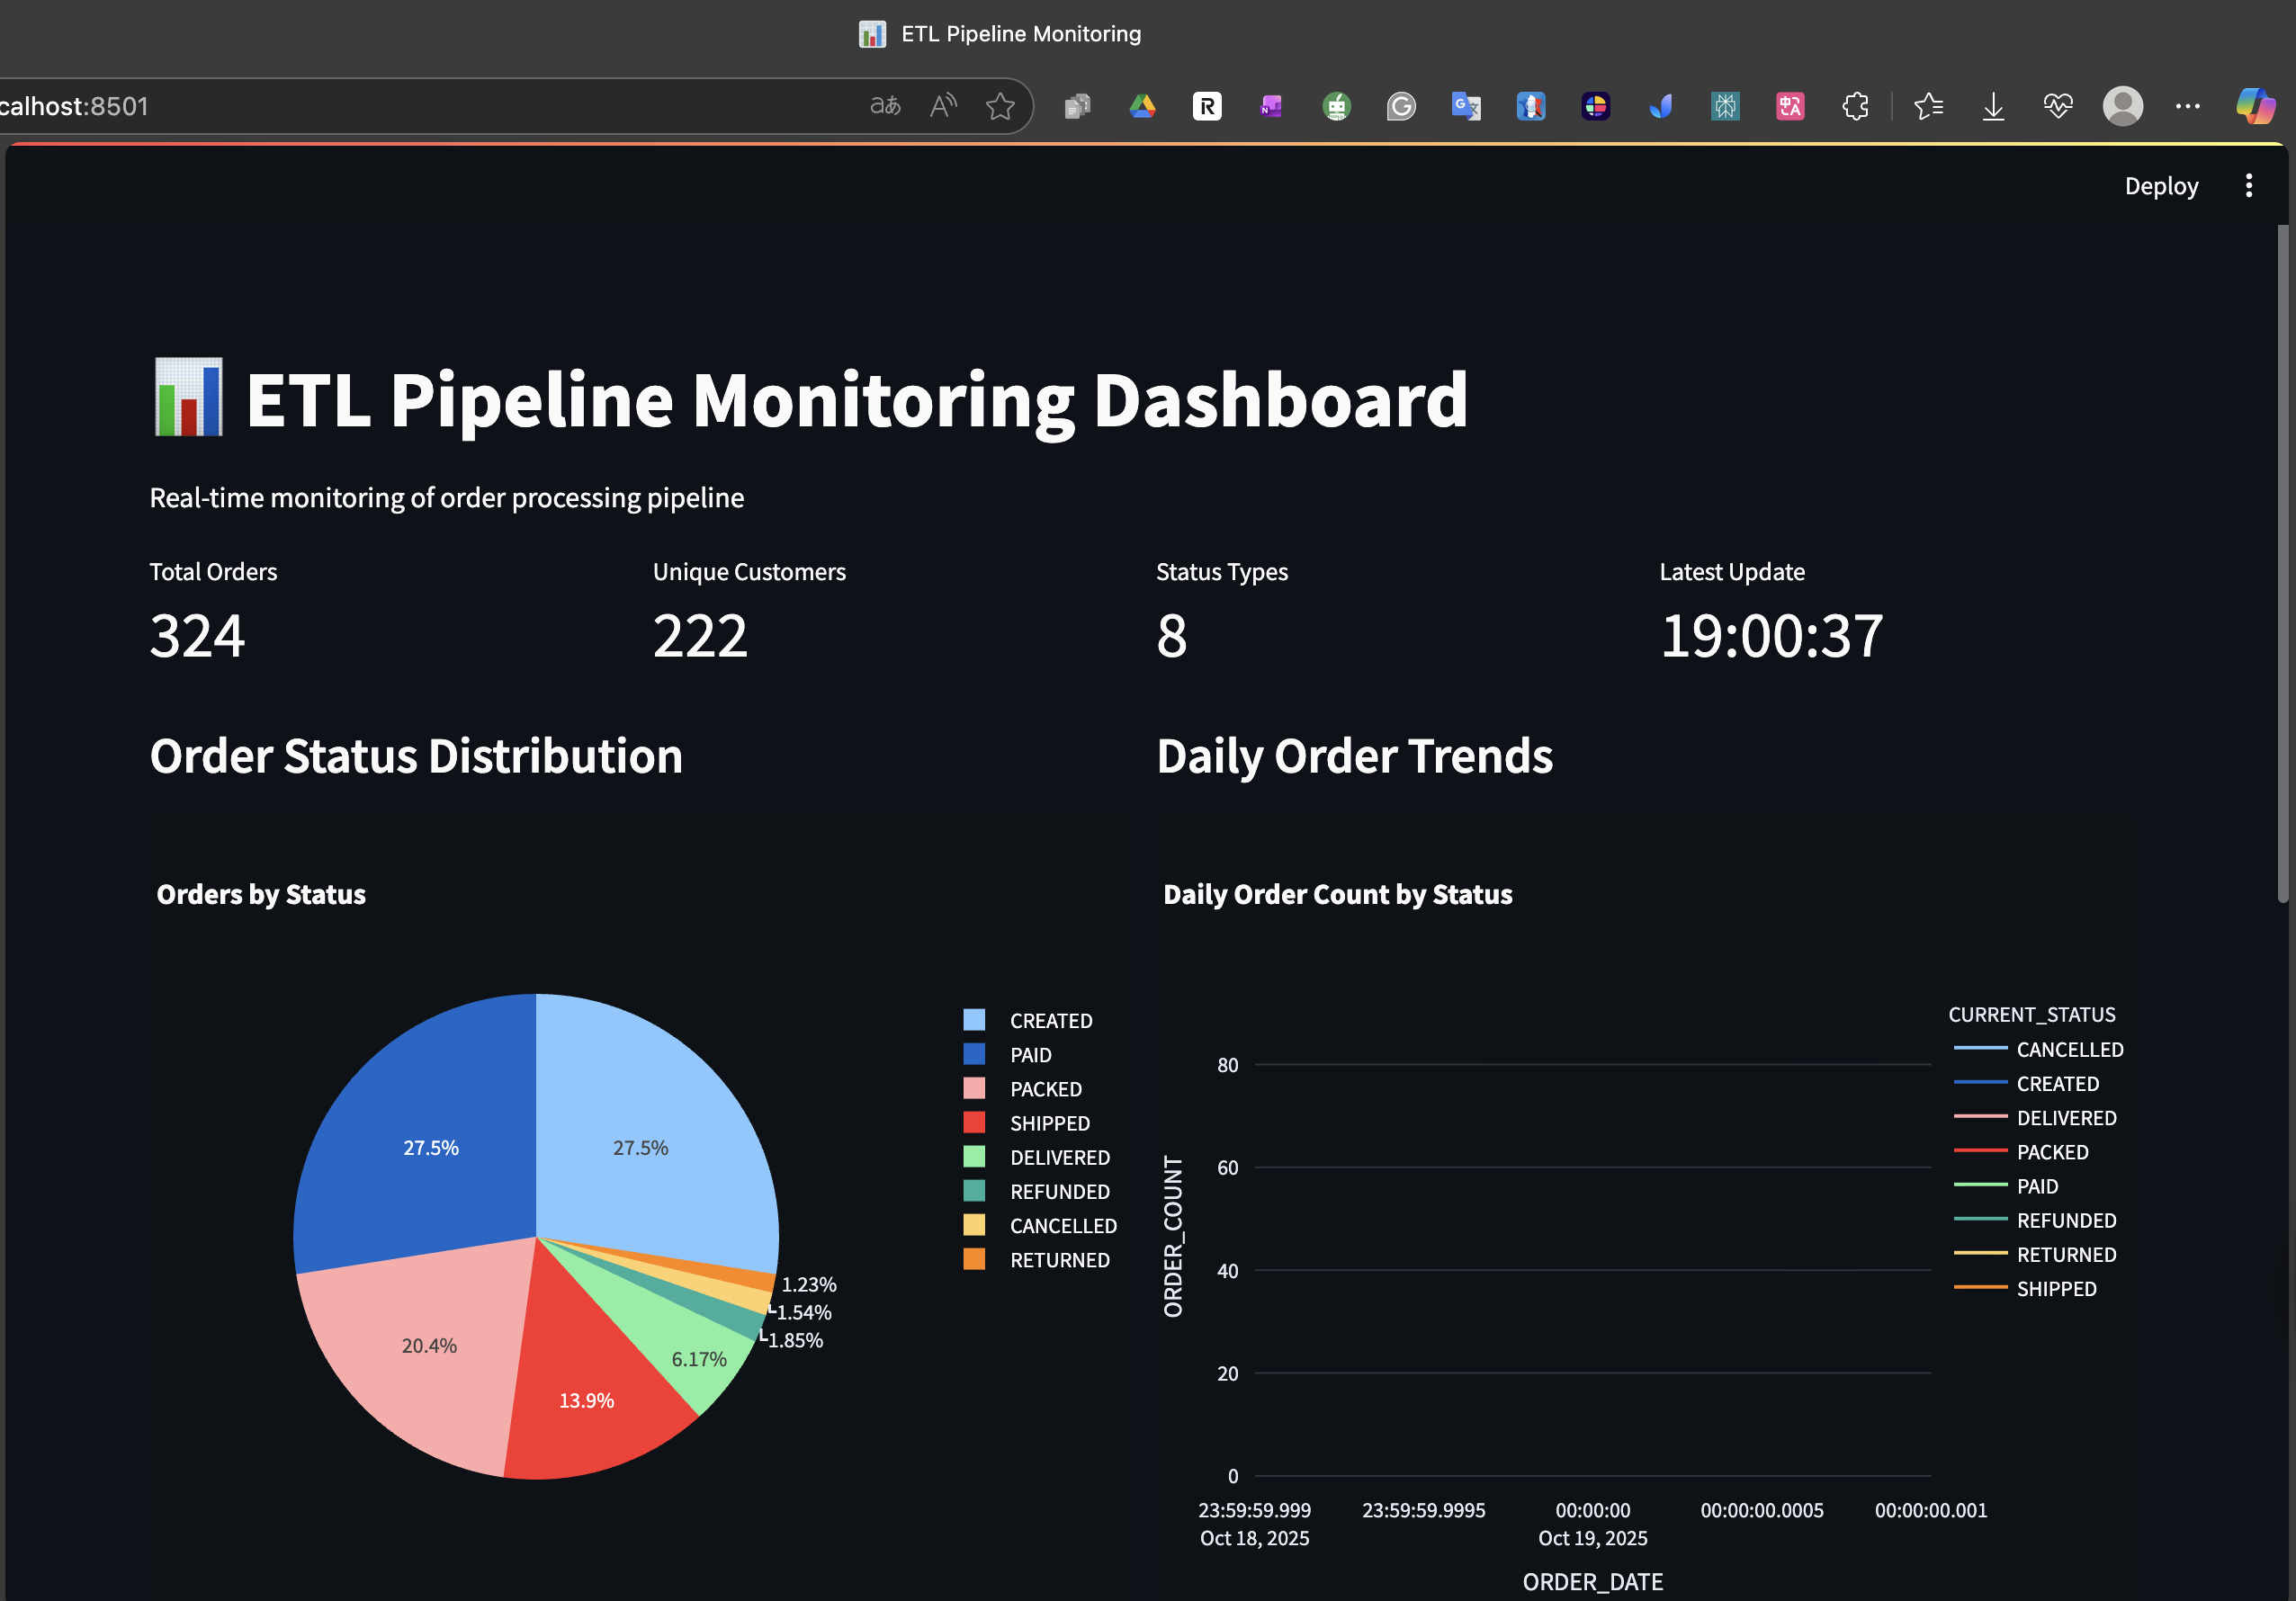 ETL Pipeline Monitoring
calhost:8501
Deploy
ETL Pipeline Monitoring Dashboard
Real-time monitoring of order processing pipeline
Total Orders
324
Unique Customers
222
Status Types
8
Latest Update
19:00:37
Order Status Distribution
Orders by Status
27.5%
27.5%
20.4%
13.9%
6.17%
1.23%
1.54%
1.85%
CREATED
PAID
PACKED
SHIPPED
DELIVERED
REFUNDED
CANCELLED
RETURNED
Daily Order Trends
Daily Order Count by Status
ORDER_COUNT
80
60
40
20
0
23:59:59.999
Oct 18, 2025
23:59:59.9995
00:00:00
Oct 19, 2025
00:00:00.0005
00:00:00.001
ORDER_DATE
CURRENT_STATUS
CANCELLED
CREATED
DELIVERED
PACKED
PAID
REFUNDED
RETURNED
SHIPPED